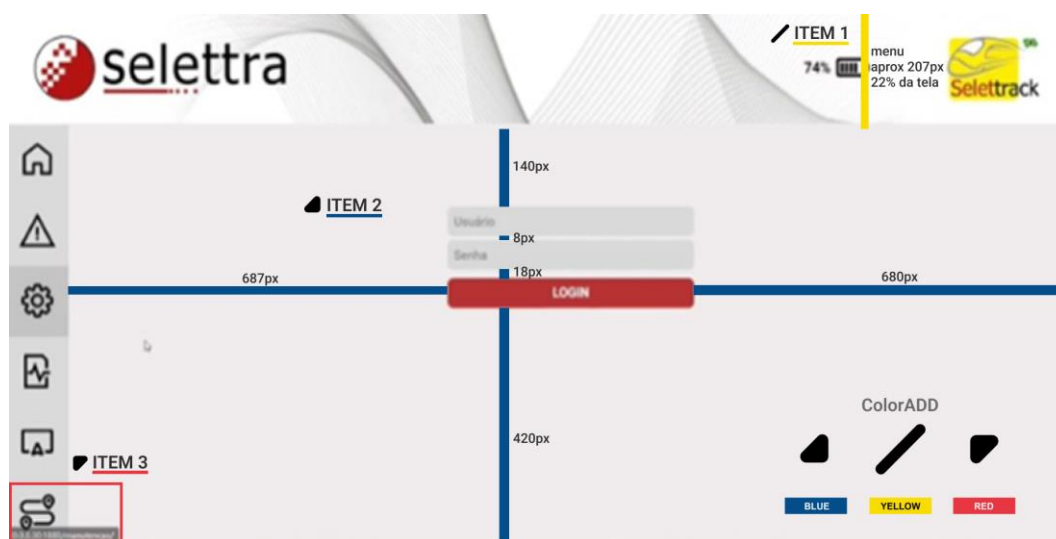 selettra
ITEM 1
74%
menu
aprox 207px
22% da tela
Selettrack
140px
ITEM 2
Usuário
8px
Senha
18px
687px
LOGIN
680px
ColorADD
420px
ITEM 3
BLUE
YELLOW
RED